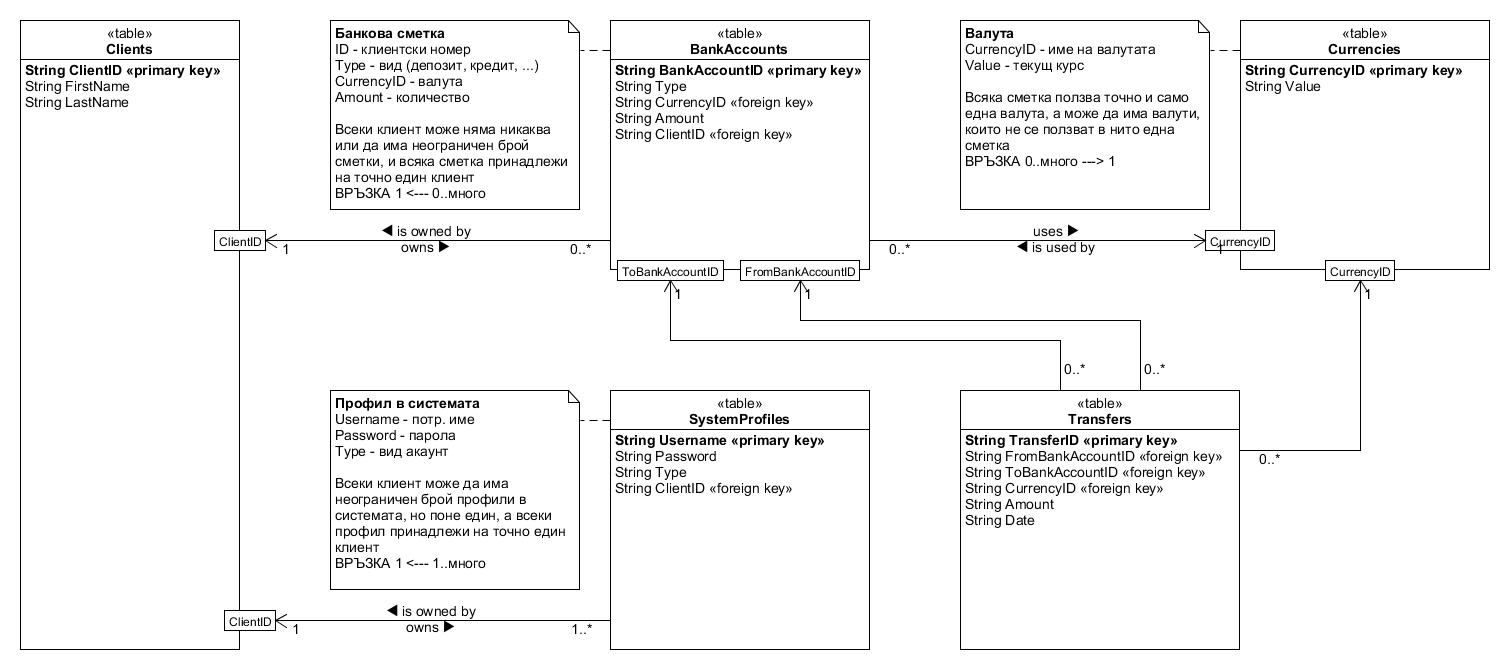 «table»
Clients
String ClientID «primary key»
String FirstName
String LastName
Банкова сметка
ID - клиентски номер
Type - вид (депозит, кредит, ...)
CurrencyID - валута
Amount - количество
Всеки клиент може няма никаква
или да има неограничен брой
сметки, и всяка сметка принадлежи
на точно един клиент
ВРЪЗКА 1 <--- 0..много
«table»
BankAccounts
String BankAccountID «primary key»
String Type
String CurrencyID «foreign key»
String Amount
String ClientID «foreign key»
Валута
CurrencyID - име на валутата
Value - текущ курс
Всяка сметка ползва точно и само
една валута, а може да има валути,
които не се ползват в нито една
сметка
ВРЪЗКА 0..много ---> 1
«table»
Currencies
String CurrencyID «primary key»
String Value
ClientID
1
◀ is owned by
owns ▶
0..*
0..*
uses ▶
◀ is used by
CurrencyID
1
ToBankAccountID
FromBankAccountID
CurrencyID
1
1
1
0..*
0..*
Профил в системата
Username - потр. име
Password - парола
Type - вид акаунт
Всеки клиент може да има
неограничен брой профили в
системата, но поне един, а всеки
профил принадлежи на точно един
клиент
ВРЪЗКА 1 <--- 1..много
«table»
SystemProfiles
String Username «primary key»
String Password
String Type
String ClientID «foreign key»
«table»
Transfers
String TransferID «primary key»
String FromBankAccountID «foreign key»
String ToBankAccountID «foreign key»
String CurrencyID «foreign key»
String Amount
String Date
0..*
ClientID
1
◀ is owned by
owns ▶
1..*